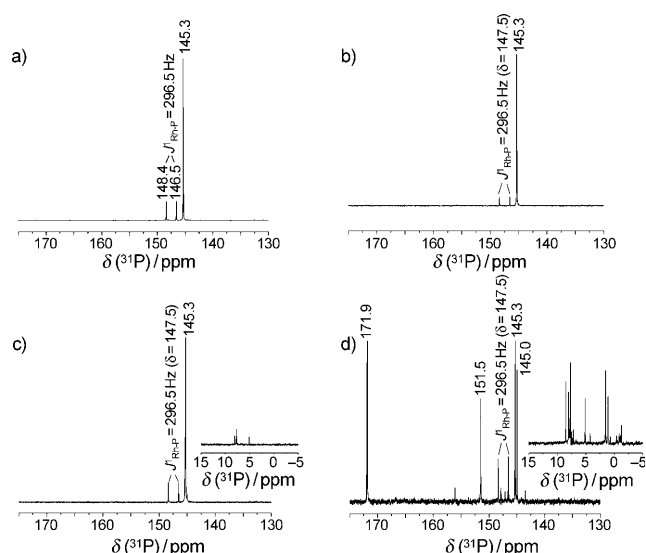 a)
148.4
146.5
J¹Rh-P = 296.5 Hz
145.3
175 170 160 150 140 130
δ (³¹P) / ppm
b)
J¹Rh-P = 296.5 Hz (δ = 147.5)
145.3
175 170 160 150 140 130
δ (³¹P) / ppm
c)
J¹Rh-P = 296.5 Hz (δ = 147.5)
145.3
15 10 5 0 -5
δ (³¹P) / ppm
175 170 160 150 140 130
δ (³¹P) / ppm
d)
171.9
151.5
J¹Rh-P = 296.5 Hz (δ = 147.5)
145.3
145.0
15 10 5 0 -5
δ (³¹P) / ppm
175 170 160 150 140 130
δ (³¹P) / ppm